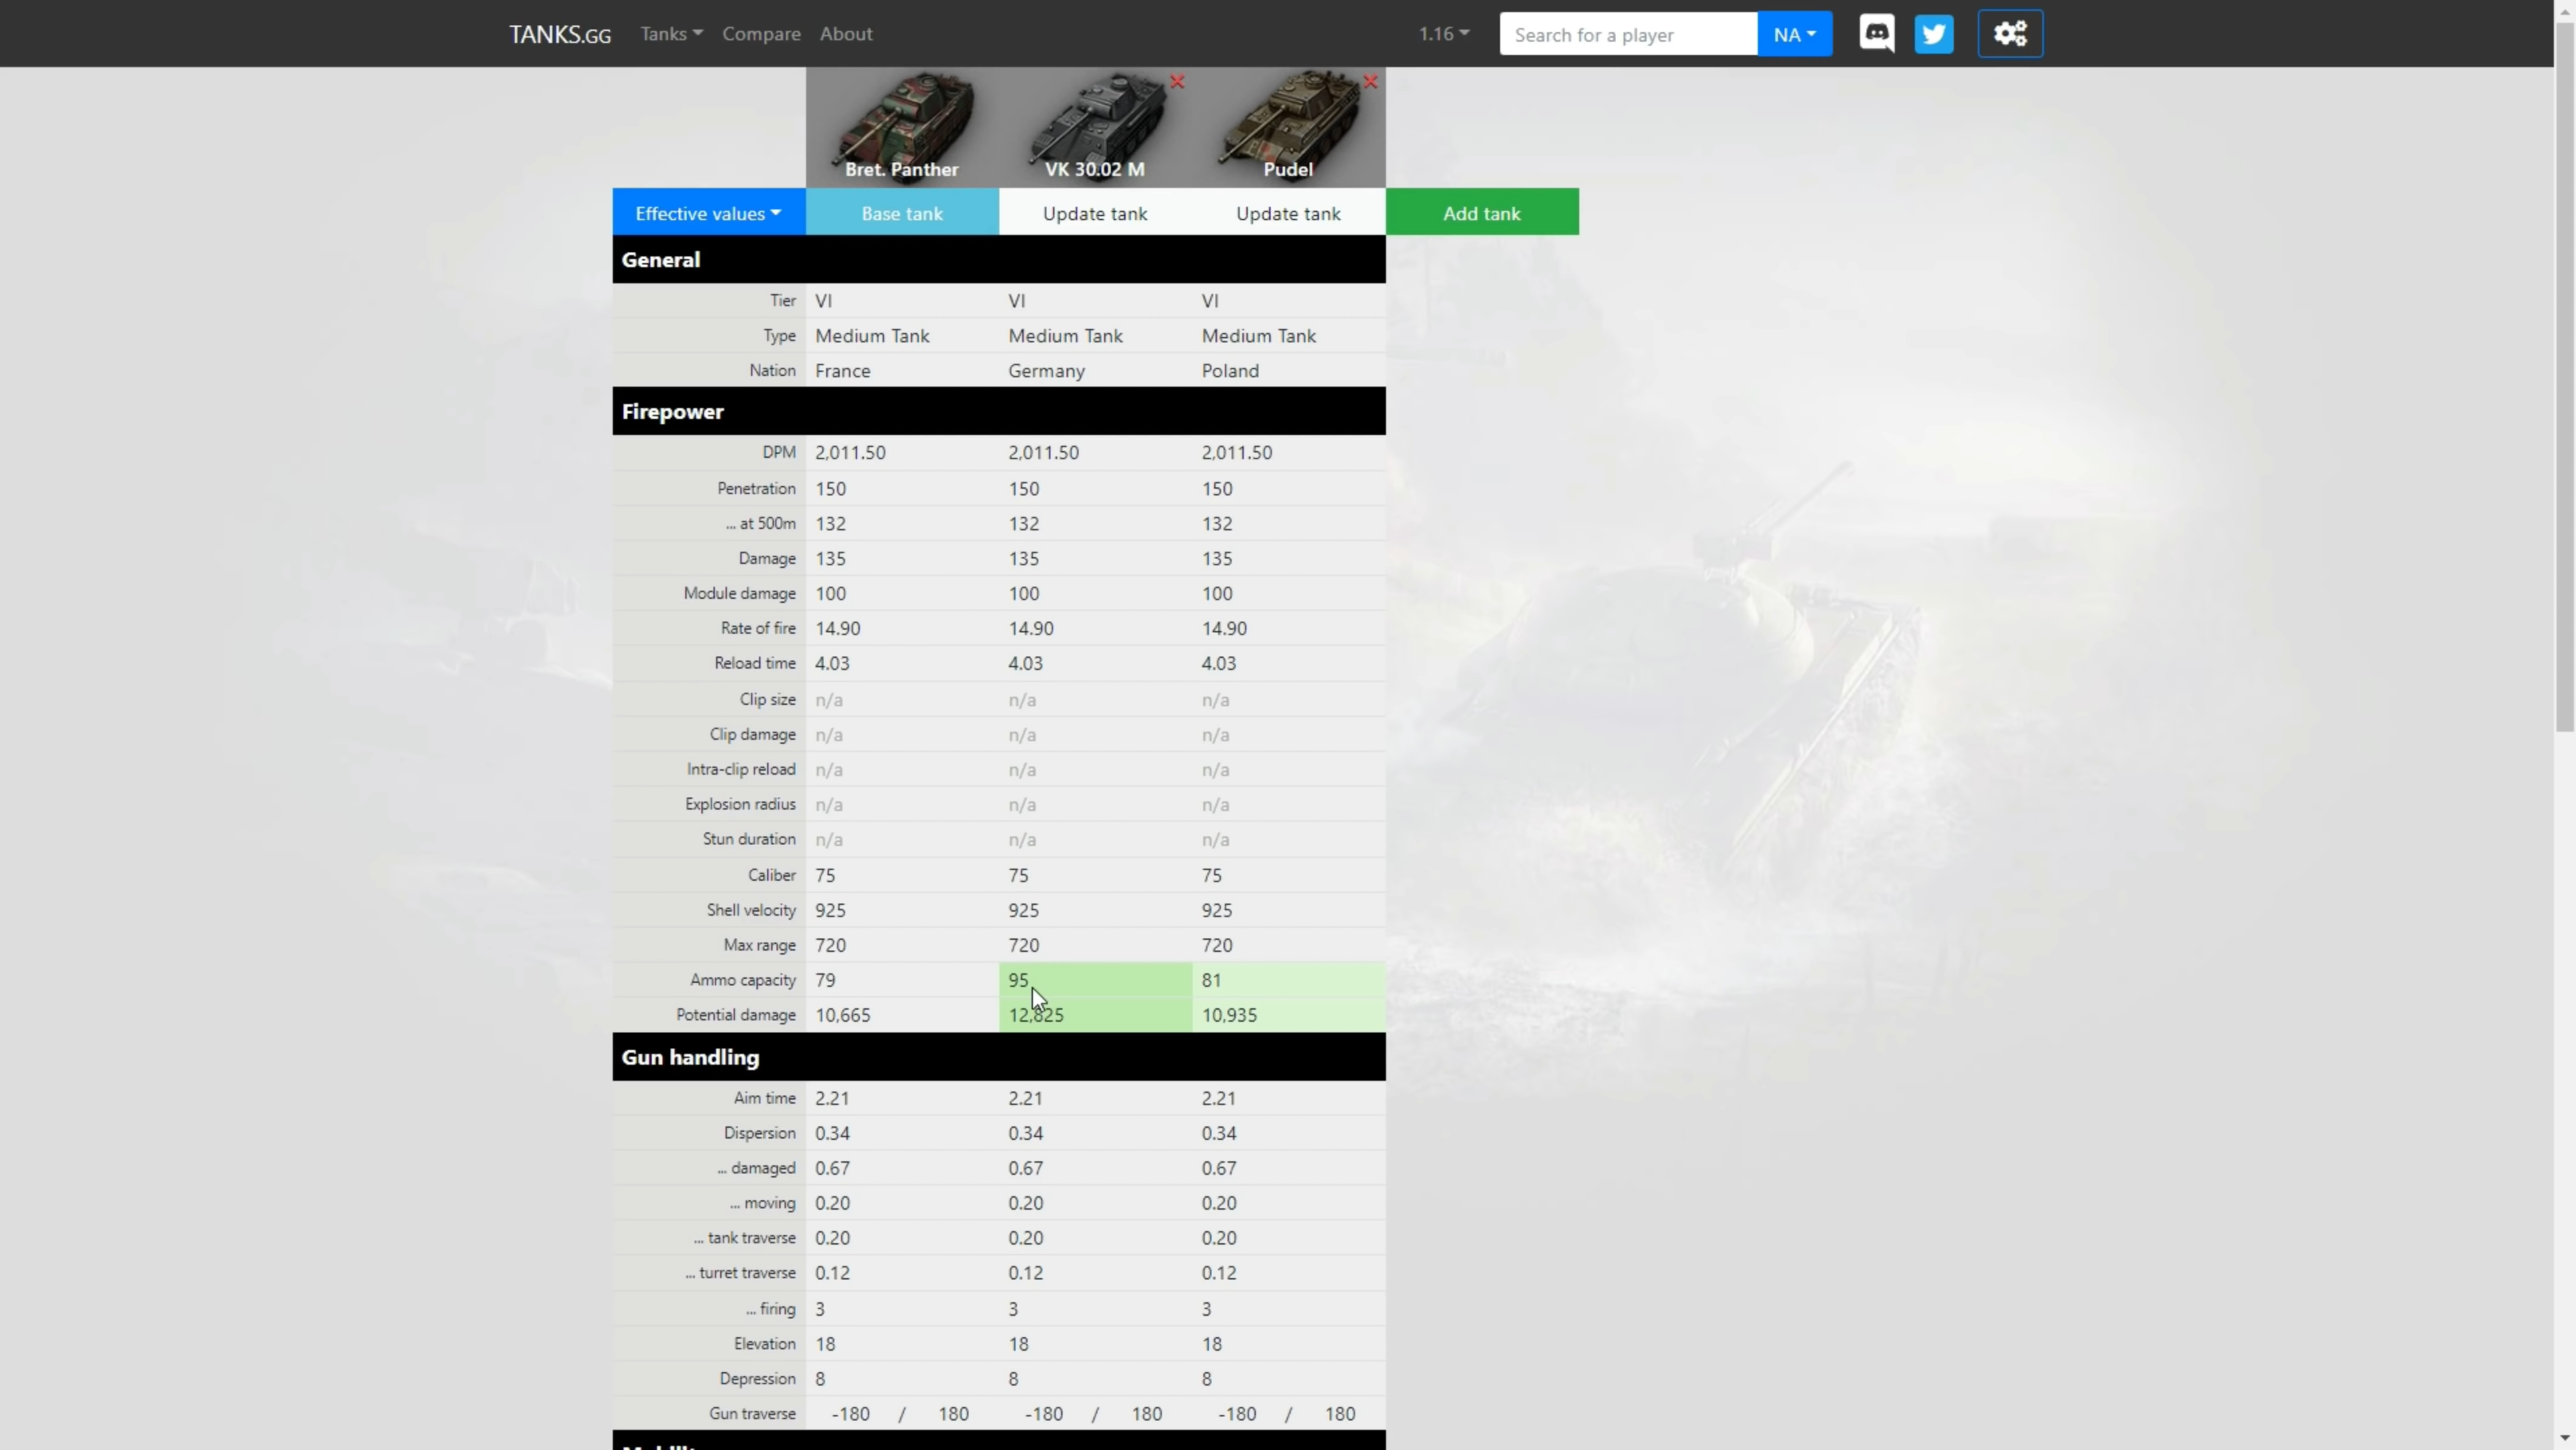 TANKS.GG Tanks Compare About 1.16 Search for a player NA
Bret. Panther VK 30.02 M Pudel
Effective values Base tank Update tank Update tank Add tank
General
Tier VI VI VI
Type Medium Tank Medium Tank Medium Tank
Nation France Germany Poland
Firepower
DPM 2,011.50 2,011.50 2,011.50
Penetration 150 150 150
... at 500m 132 132 132
Damage 135 135 135
Module damage 100 100 100
Rate of fire 14.90 14.90 14.90
Reload time 4.03 4.03 4.03
Clip size n/a n/a n/a
Clip damage n/a n/a n/a
Intra-clip reload n/a n/a n/a
Explosion radius n/a n/a n/a
Stun duration n/a n/a n/a
Caliber 75 75 75
Shell velocity 925 925 925
Max range 720 720 720
Ammo capacity 79 95 81
Potential damage 10,665 12,825 10,935
Gun handling
Aim time 2.21 2.21 2.21
Dispersion 0.34 0.34 0.34
... damaged 0.67 0.67 0.67
... moving 0.20 0.20 0.20
... tank traverse 0.20 0.20 0.20
... turret traverse 0.12 0.12 0.12
... firing 3 3 3
Elevation 18 18 18
Depression 8 8 8
Gun traverse -180 / 180 -180 / 180 -180 / 180